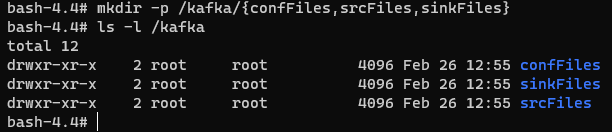 bash-4.4# mkdir -p /kafka/{confFiles,srcFiles,sinkFiles}
bash-4.4# ls -l /kafka
total 12
drwxr-xr-x    2 root     root          4096 Feb 26 12:55 confFiles
drwxr-xr-x    2 root     root          4096 Feb 26 12:55 sinkFiles
drwxr-xr-x    2 root     root          4096 Feb 26 12:55 srcFiles
bash-4.4#